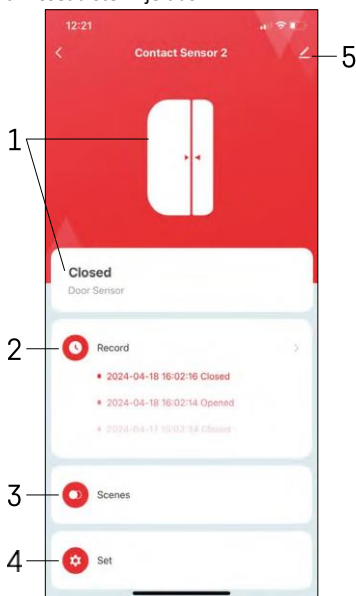 12:21
Contact Sensor 2
5
1
Closed
Door Sensor
2
Record
2024-04-18 16:02:16 Closed
2024-04-18 16:02:14 Opened
3
Scenes
4
Set